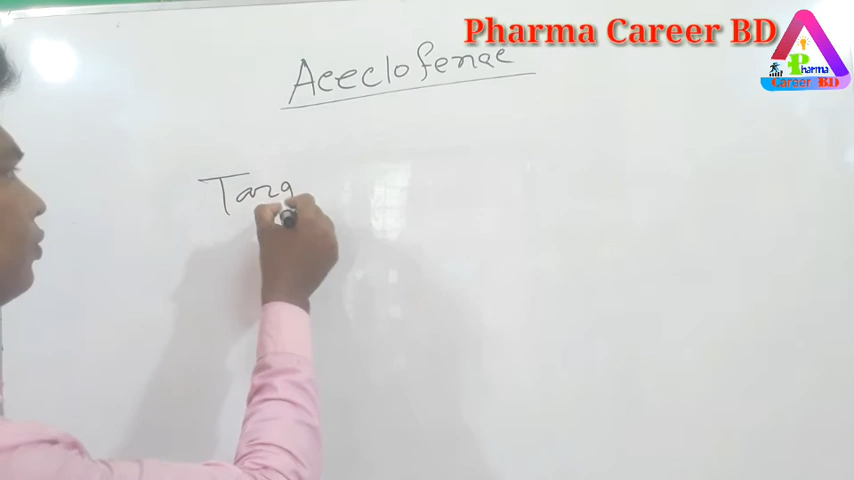 Pharma Career BD
Pharma
Career BD
Aceclofenac
Targ